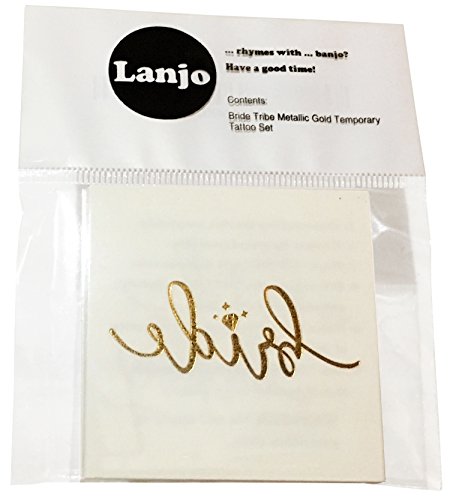 Lanjo
... rhymes with ... banjo?
Have a good time!
Contents:
Bride Tribe Metallic Gold Temporary
Tattoo Set
bride